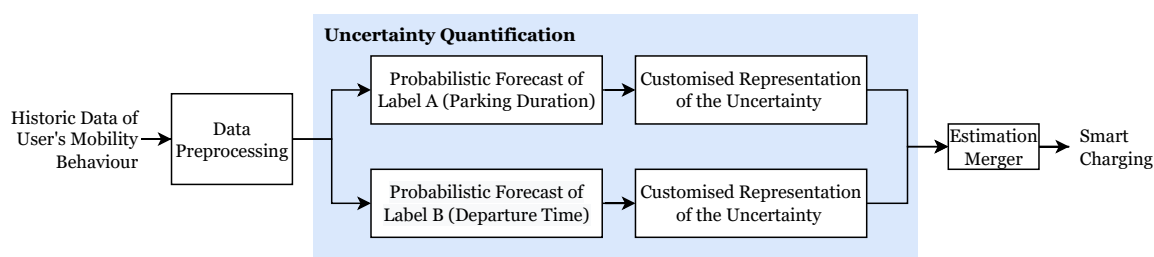 Uncertainty Quantification
Historic Data of
User's Mobility
Behaviour
Data
Preprocessing
Probabilistic Forecast of
Label A (Parking Duration)
Customised Representation
of the Uncertainty
Probabilistic Forecast of
Label B (Departure Time)
Customised Representation
of the Uncertainty
Estimation
Merger
Smart
Charging